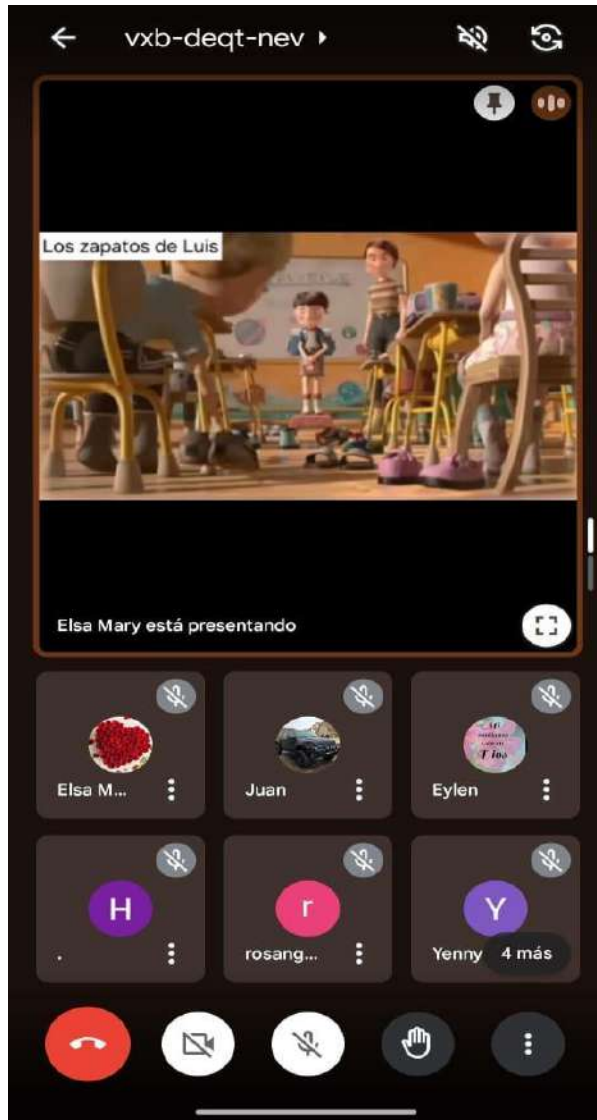 vxb-deqt-nev
Los zapatos de Luis
Elsa Mary está presentando
Elsa M...
Juan
Eylen
H
.
r
rosang...
Y
Yenny
4 más